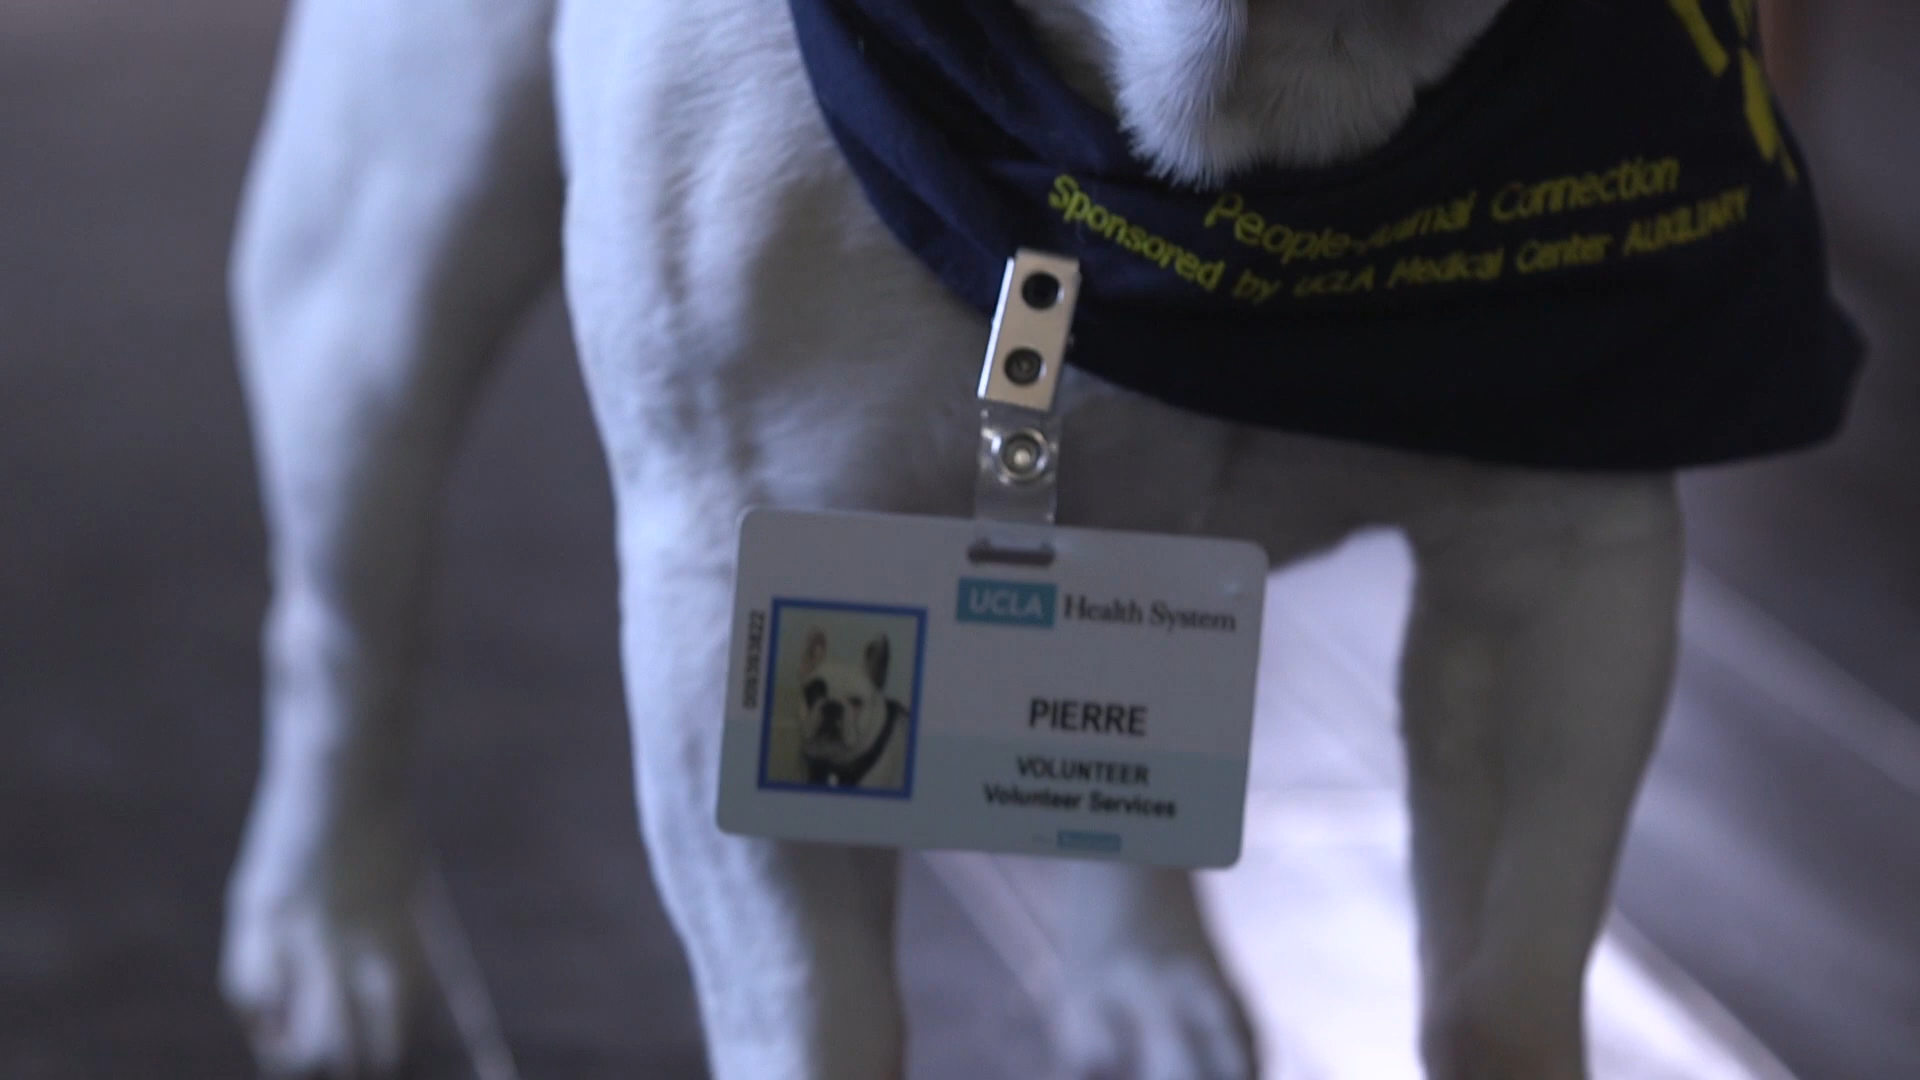 People-Animal Connection
Sponsored by UCLA Medical Center AUXILIARY
UCLA Health System
PIERRE
VOLUNTEER
Volunteer Services